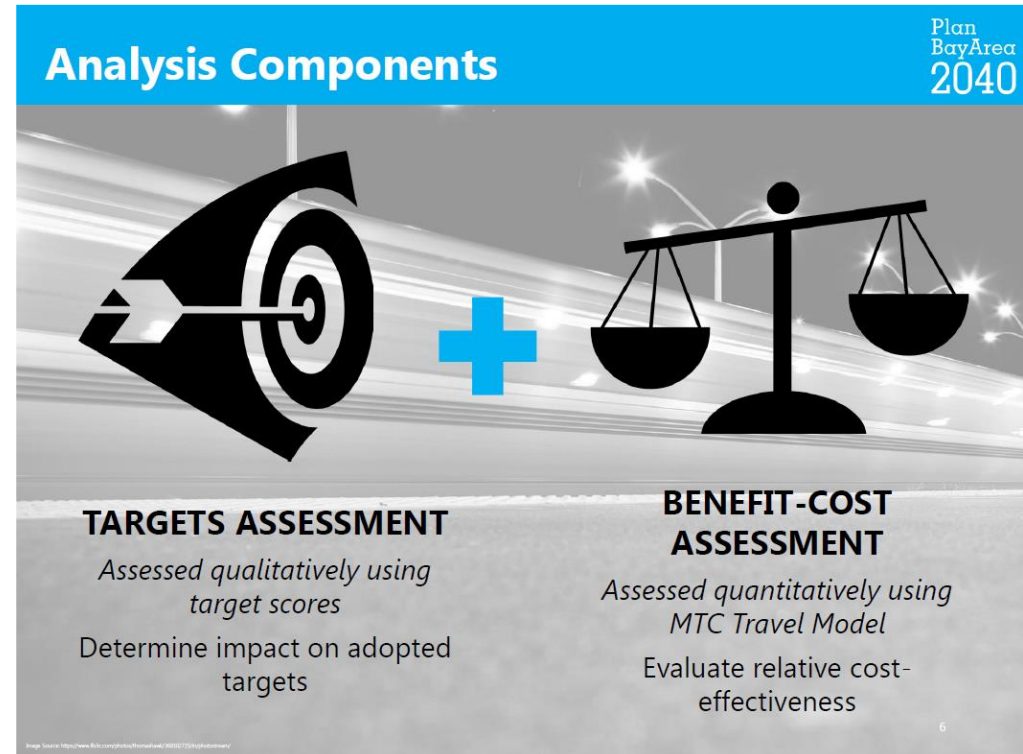 Analysis Components
Plan
BayArea
2040
TARGETS ASSESSMENT
Assessed qualitatively using
target scores
Determine impact on adopted
targets
BENEFIT-COST
ASSESSMENT
Assessed quantitatively using
MTC Travel Model
Evaluate relative cost-
effectiveness
6